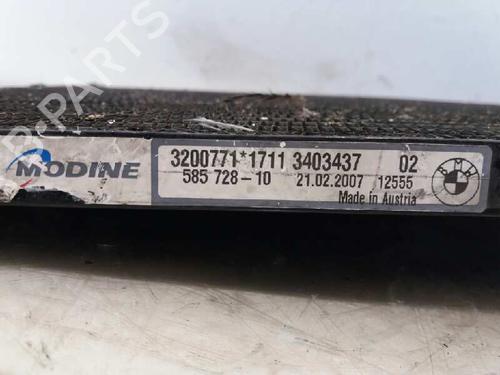 B-PARTS
MODINE
3200771*1711 3403437 02
585 728-10 21.02.2007 12555
Made in Austria
BMW